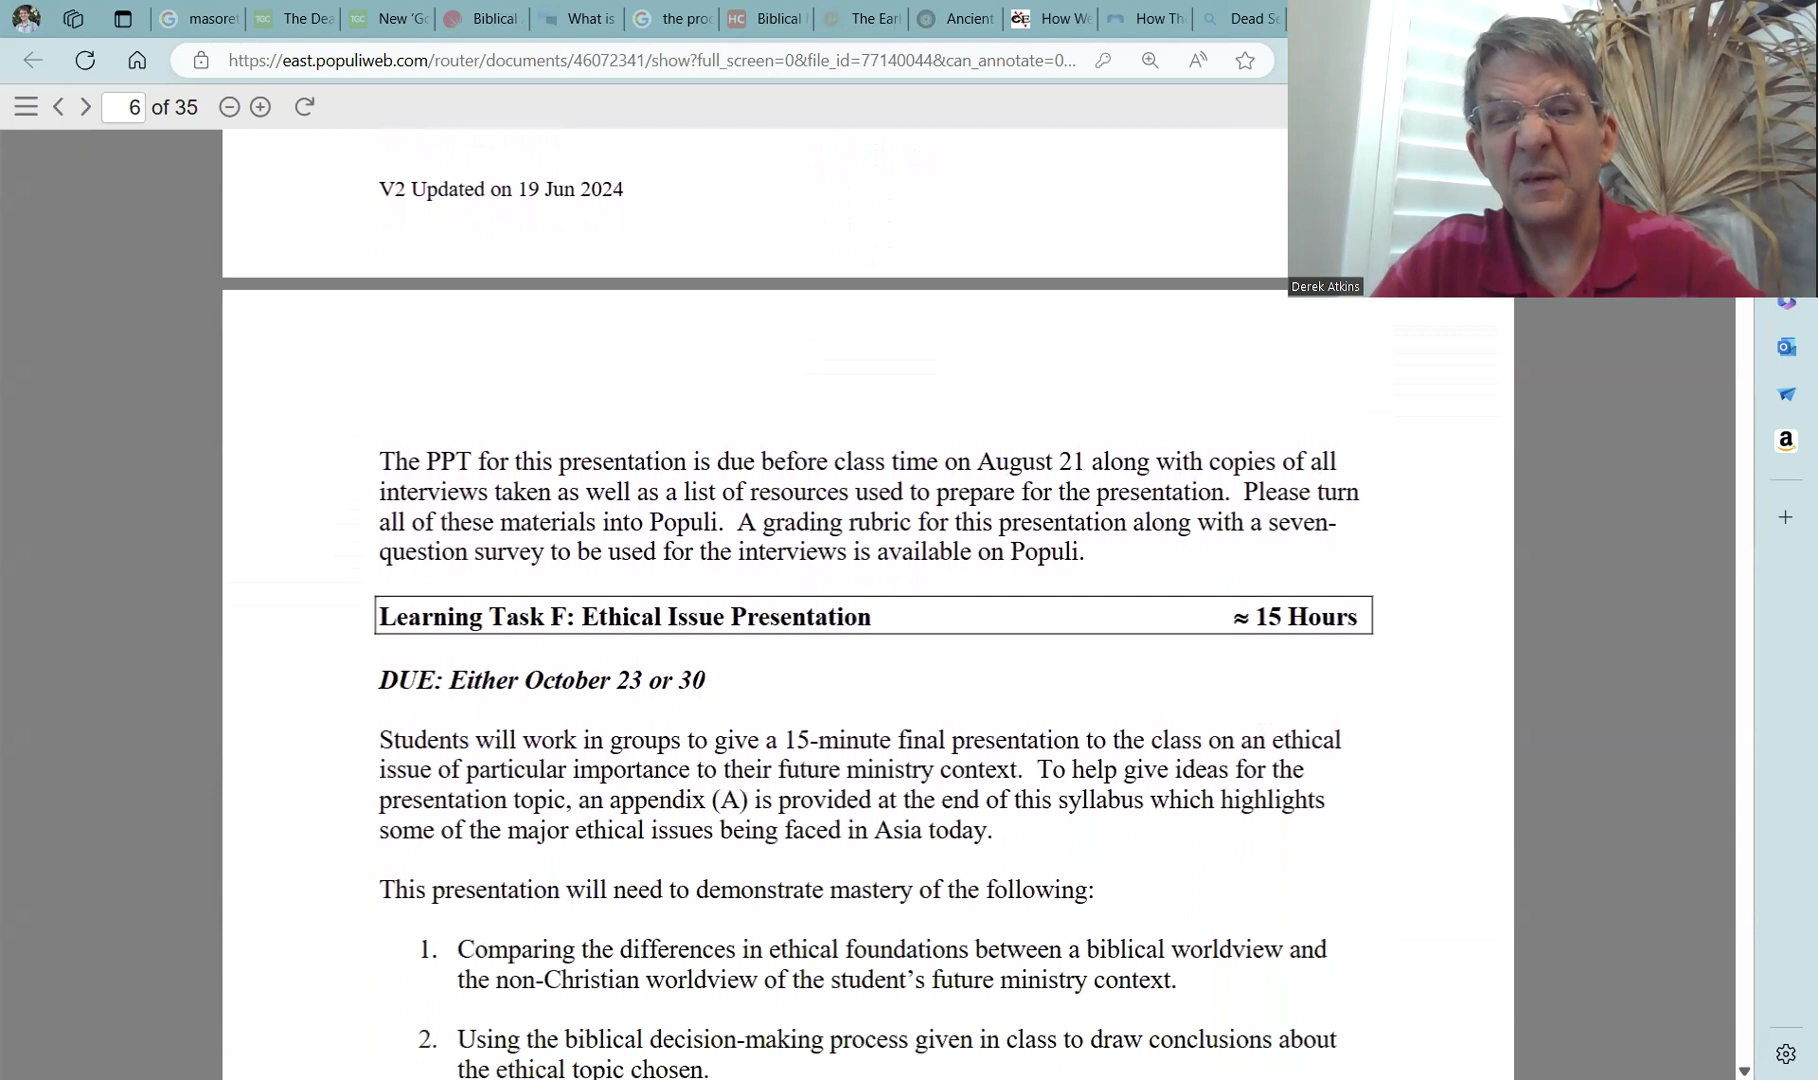 masoret
The Dea
New 'Go
Biblical
What is
the proc
Biblical
The Earl
Ancient
How We
How The
Dead Se
https://east.populiweb.com/router/documents/46072341/show?full_screen=0&file_id=77140044&can_annotate=0...
6 of 35
V2 Updated on 19 Jun 2024
Derek Atkins
The PPT for this presentation is due before class time on August 21 along with copies of all
interviews taken as well as a list of resources used to prepare for the presentation. Please turn
all of these materials into Populi. A grading rubric for this presentation along with a seven-
question survey to be used for the interviews is available on Populi.
Learning Task F: Ethical Issue Presentation ≈ 15 Hours
DUE: Either October 23 or 30
Students will work in groups to give a 15-minute final presentation to the class on an ethical
issue of particular importance to their future ministry context. To help give ideas for the
presentation topic, an appendix (A) is provided at the end of this syllabus which highlights
some of the major ethical issues being faced in Asia today.
This presentation will need to demonstrate mastery of the following:
1. Comparing the differences in ethical foundations between a biblical worldview and
the non-Christian worldview of the student's future ministry context.
2. Using the biblical decision-making process given in class to draw conclusions about
the ethical topic chosen.